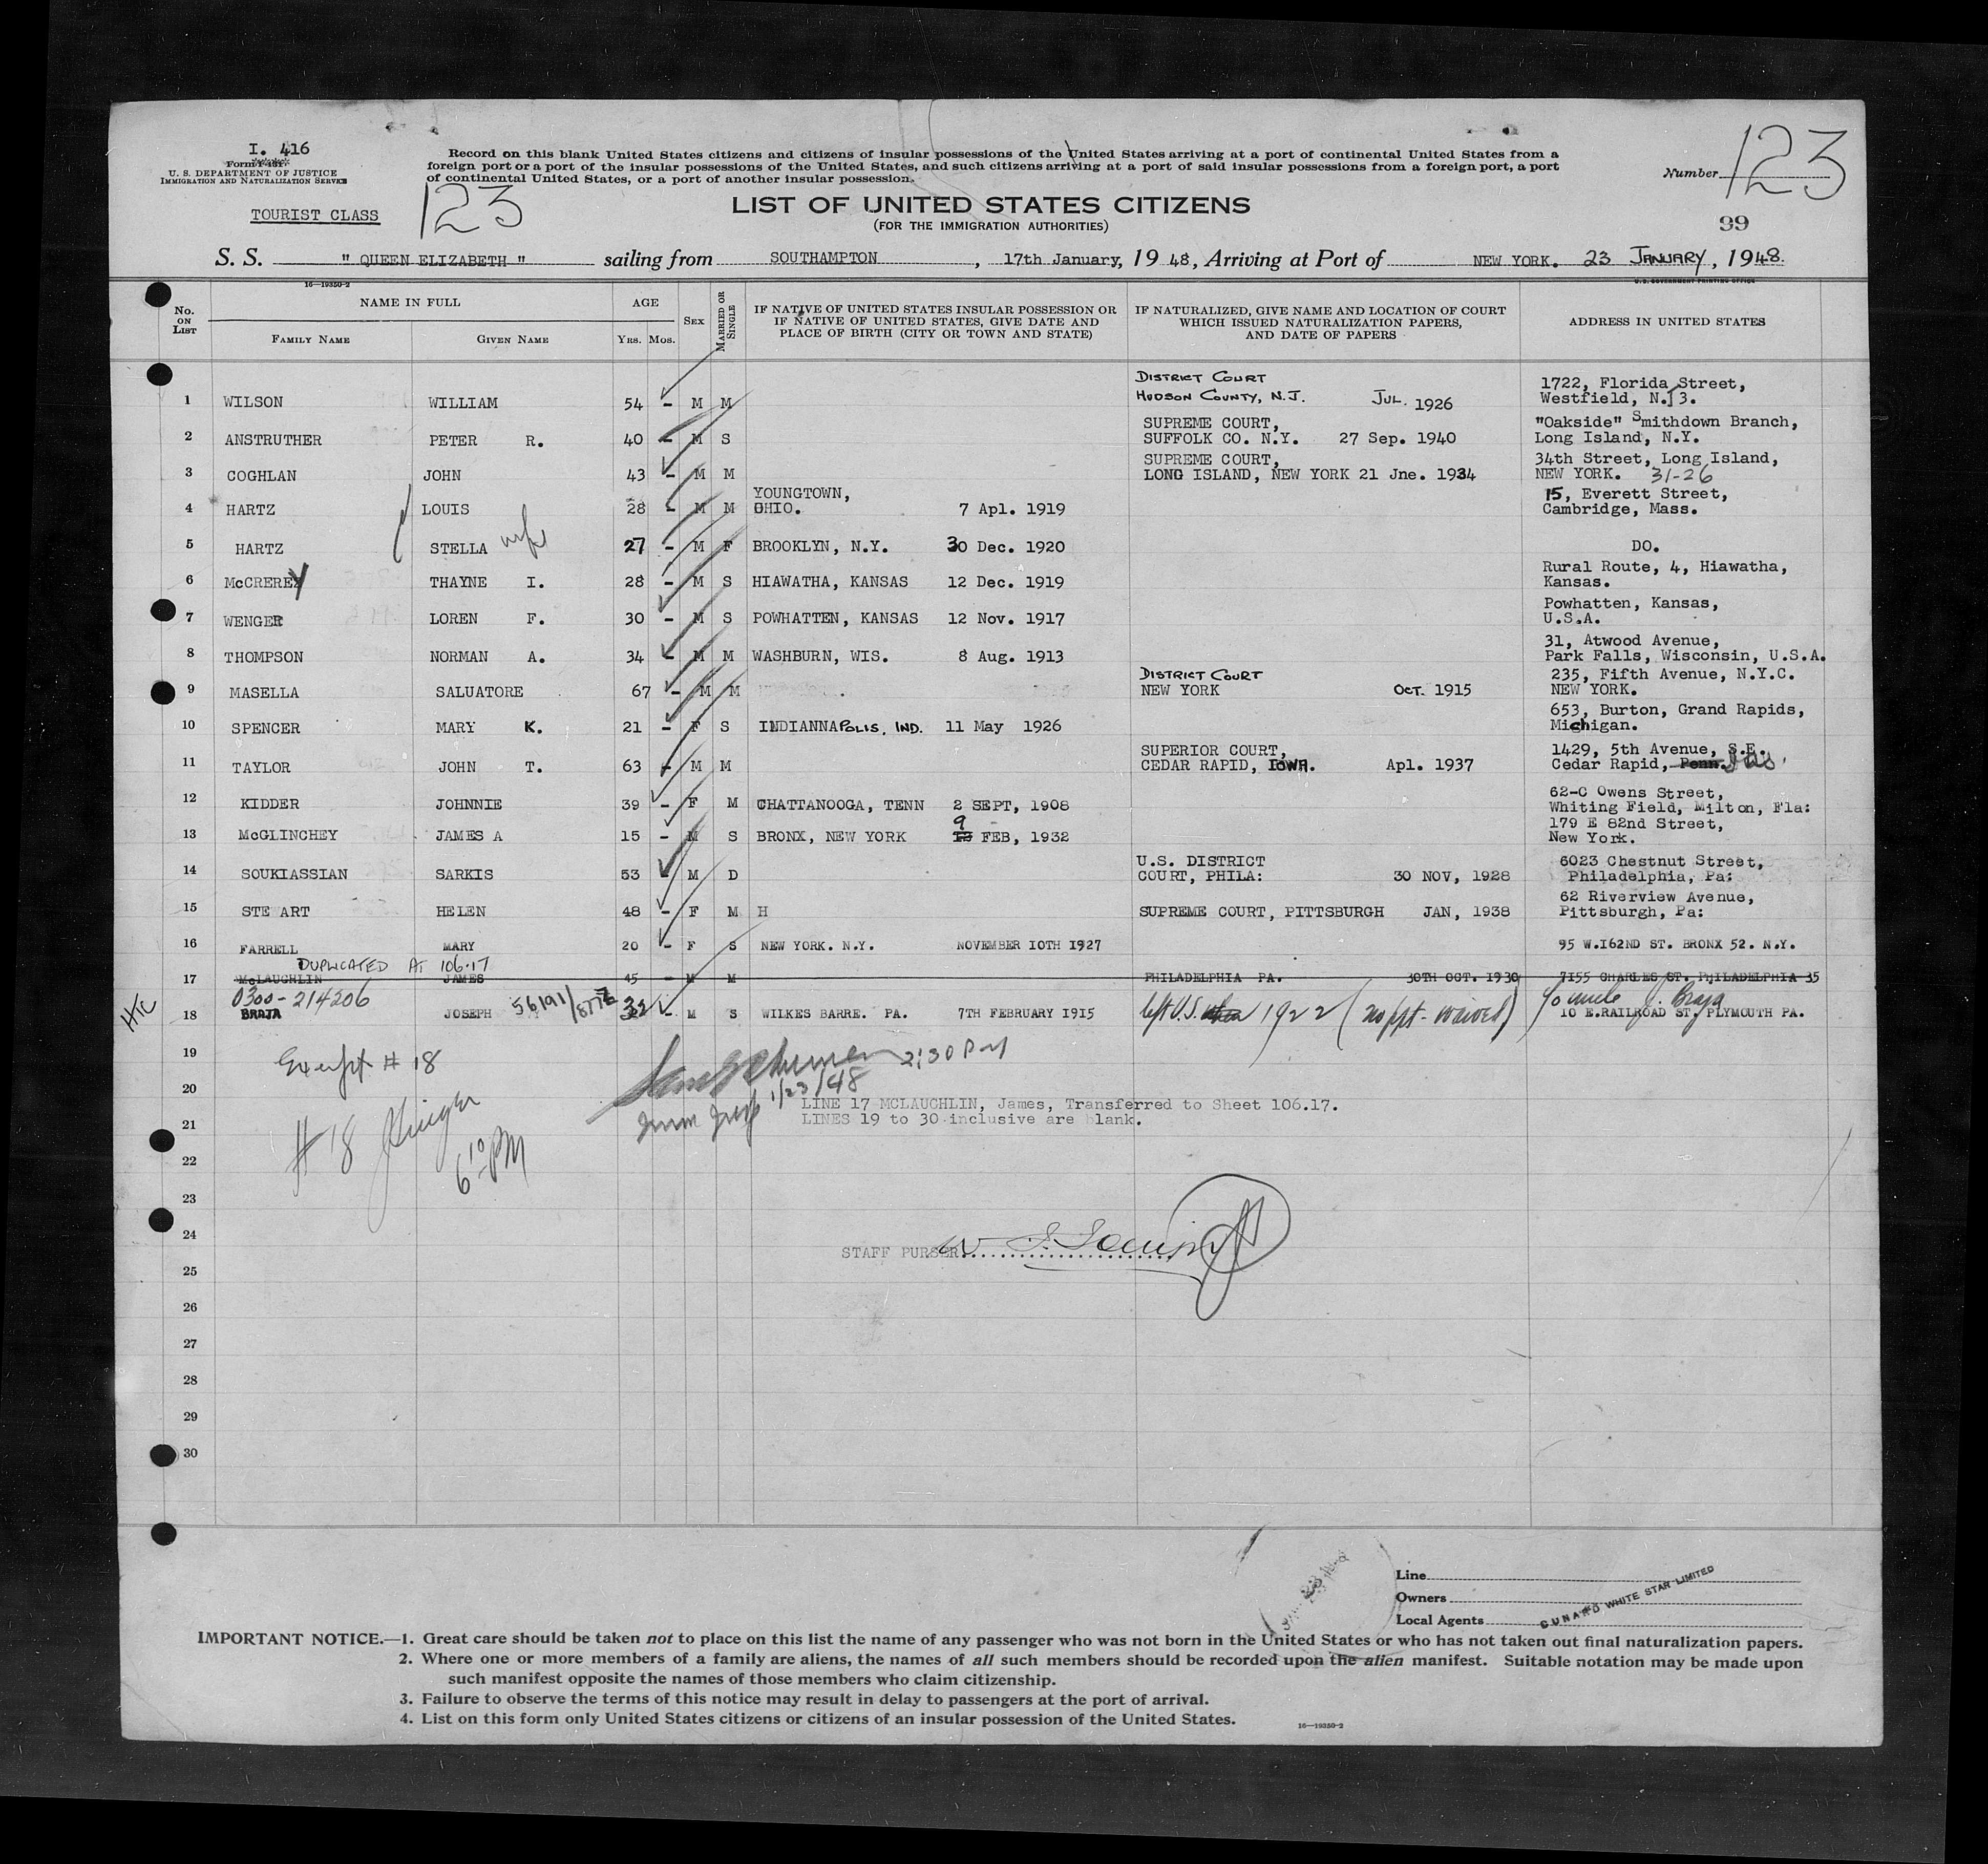 I. 416
Form I-437
U. S. DEPARTMENT OF JUSTICE
IMMIGRATION AND NATURALIZATION SERVICE
TOURIST CLASS
123
Record on this blank United States citizens and citizens of insular possessions of the United States arriving at a port of continental United States from a
foreign port or a port of the insular possessions of the United States, and such citizens arriving at a port of said insular possessions from a foreign port, a port
of continental United States, or a port of another insular possession.
Number 123
LIST OF UNITED STATES CITIZENS
(FOR THE IMMIGRATION AUTHORITIES)
99
S. S. " QUEEN ELIZABETH " sailing from SOUTHAMPTON , 17th January, 19 48, Arriving at Port of NEW YORK. 23 JANUARY, 1948.
16—19350-2
U.S. GOVERNMENT PRINTING OFFICE
No. ON LIST
NAME IN FULL
FAMILY NAME GIVEN NAME
AGE
YRS. MOS.
SEX
MARRIED OR SINGLE
IF NATIVE OF UNITED STATES INSULAR POSSESSION OR
IF NATIVE OF UNITED STATES, GIVE DATE AND
PLACE OF BIRTH (CITY OR TOWN AND STATE)
IF NATURALIZED, GIVE NAME AND LOCATION OF COURT
WHICH ISSUED NATURALIZATION PAPERS,
AND DATE OF PAPERS
ADDRESS IN UNITED STATES
DISTRICT COURT 1722, Florida Street,
1 WILSON WILLIAM 54 - M M HUDSON COUNTY, N.J. JUL. 1926 Westfield, N.J 3.
SUPREME COURT, "Oakside" Smithdown Branch,
2 ANSTRUTHER PETER R. 40 - M S SUFFOLK CO. N.Y. 27 Sep. 1940 Long Island, N.Y.
SUPREME COURT, 34th Street, Long Island,
3 COGHLAN JOHN 43 - M M LONG ISLAND, NEW YORK 21 Jne. 1934 NEW YORK. 31-26
YOUNGTOWN, 15, Everett Street,
4 HARTZ LOUIS 28 - M M OHIO. 7 Apl. 1919 Cambridge, Mass.
5 HARTZ STELLA wife 27 - M F BROOKLYN, N.Y. 30 Dec. 1920 DO.
Rural Route, 4, Hiawatha,
6 McCREREY THAYNE I. 28 - M S HIAWATHA, KANSAS 12 Dec. 1919 Kansas.
Powhatten, Kansas,
7 WENGER LOREN F. 30 - M S POWHATTEN, KANSAS 12 Nov. 1917 U.S.A.
31, Atwood Avenue,
8 THOMPSON NORMAN A. 34 - M M WASHBURN, WIS. 8 Aug. 1913 Park Falls, Wisconsin, U.S.A.
DISTRICT COURT 235, Fifth Avenue, N.Y.C.
9 MASELLA SALUATORE 67 - M M NEW YORK OCT. 1915 NEW YORK.
653, Burton, Grand Rapids,
10 SPENCER MARY K. 21 - F S INDIANNAPOLIS, IND. 11 May 1926 Michigan.
SUPERIOR COURT, 1429, 5th Avenue, S.E.
11 TAYLOR JOHN T. 63 - M M CEDAR RAPID, IOWA. Apl. 1937 Cedar Rapid, Penn.
62-C Owens Street,
12 KIDDER JOHNNIE 39 - F M CHATTANOOGA, TENN 2 SEPT, 1908 Whiting Field, Milton, Fla:
9 179 E 82nd Street,
13 McGLINCHEY JAMES A 15 - M S BRONX, NEW YORK 18 FEB, 1932 New York.
U.S. DISTRICT 6023 Chestnut Street,
14 SOUKIASSIAN SARKIS 53 - M D COURT, PHILA: 30 NOV, 1928 Philadelphia, Pa:
62 Riverview Avenue,
15 STE ART HELEN 48 - F M H SUPREME COURT, PITTSBURGH JAN, 1938 Pittsburgh, Pa:
16 FARRELL MARY 20 - F S NEW YORK. N.Y. NOVEMBER IOTH I927 95 W.I62ND ST. BRONX 52. N.Y.
DUPLICATED AT 106.17
17 McLAUGHLIN JAMES 45 - M M PHILADELPHIA PA. 30TH OCT. 1930 7155 CHARLES ST. PHILADELPHIA 35
HTC
0300-214206 56191/8777 left U.S. 1922 (no ppt- waived) c/o uncle J. Braja
18 BRAJA JOSEPH 32 - M S WILKES BARRE. PA. 7TH FEBRUARY 1915 10 E.RAILROAD ST. PLYMOUTH PA.
19
Exempt # 18
2:30 PM
20
1/23/48
LINE 17 MCLAUGHLIN, James, Transferred to Sheet 106.17.
21 LINES 19 to 30 inclusive are blank.
# 18
6 10 PM
22
23
24
STAFF PURSER
25
26
27
28
29
30
Line
Owners
Local Agents
CUNARD WHITE STAR LIMITED
IMPORTANT NOTICE.—1. Great care should be taken not to place on this list the name of any passenger who was not born in the United States or who has not taken out final naturalization papers.
2. Where one or more members of a family are aliens, the names of all such members should be recorded upon the alien manifest. Suitable notation may be made upon
such manifest opposite the names of those members who claim citizenship.
3. Failure to observe the terms of this notice may result in delay to passengers at the port of arrival.
4. List on this form only United States citizens or citizens of an insular possession of the United States.
16—19350-2